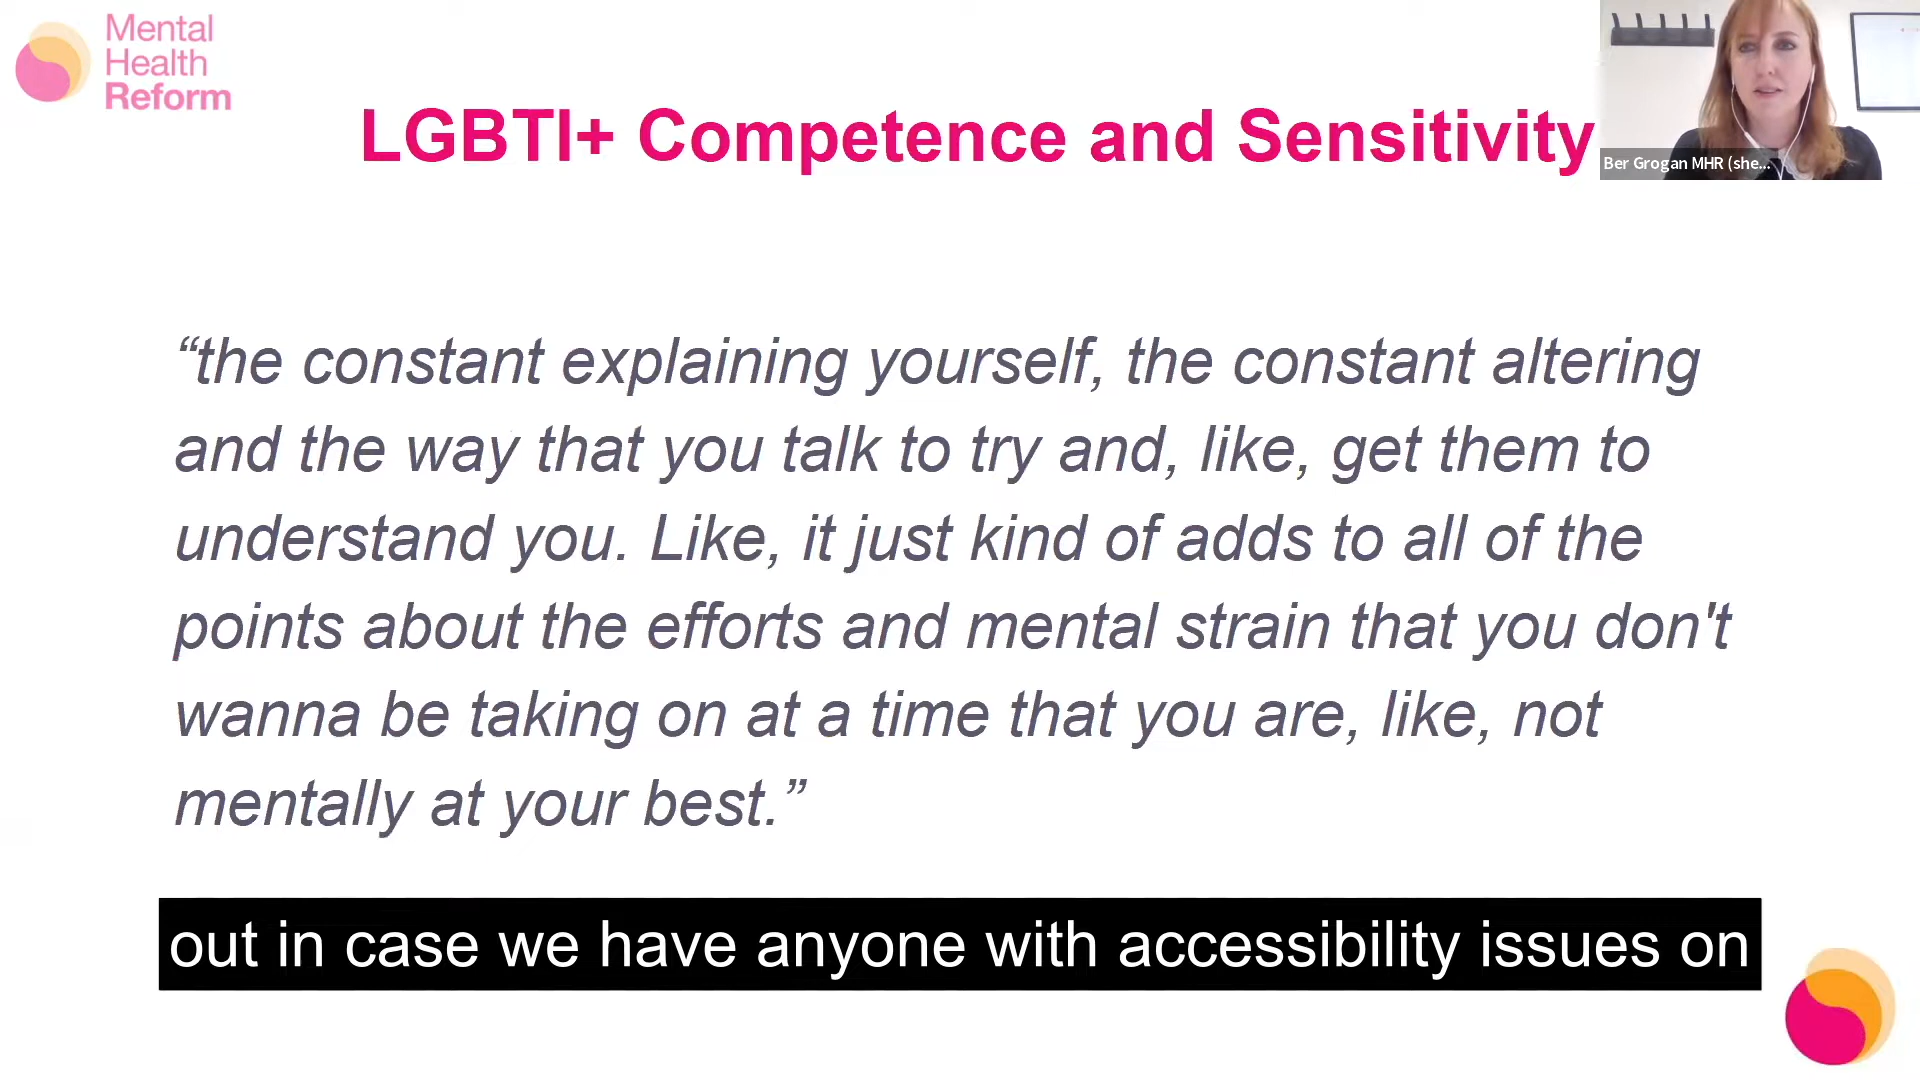 Mental
Health
Reform
LGBTI+ Competence and Sensitivity
Ber Grogan MHR (she...
“the constant explaining yourself, the constant altering
and the way that you talk to try and, like, get them to
understand you. Like, it just kind of adds to all of the
points about the efforts and mental strain that you don't
wanna be taking on at a time that you are, like, not
mentally at your best.”
out in case we have anyone with accessibility issues on